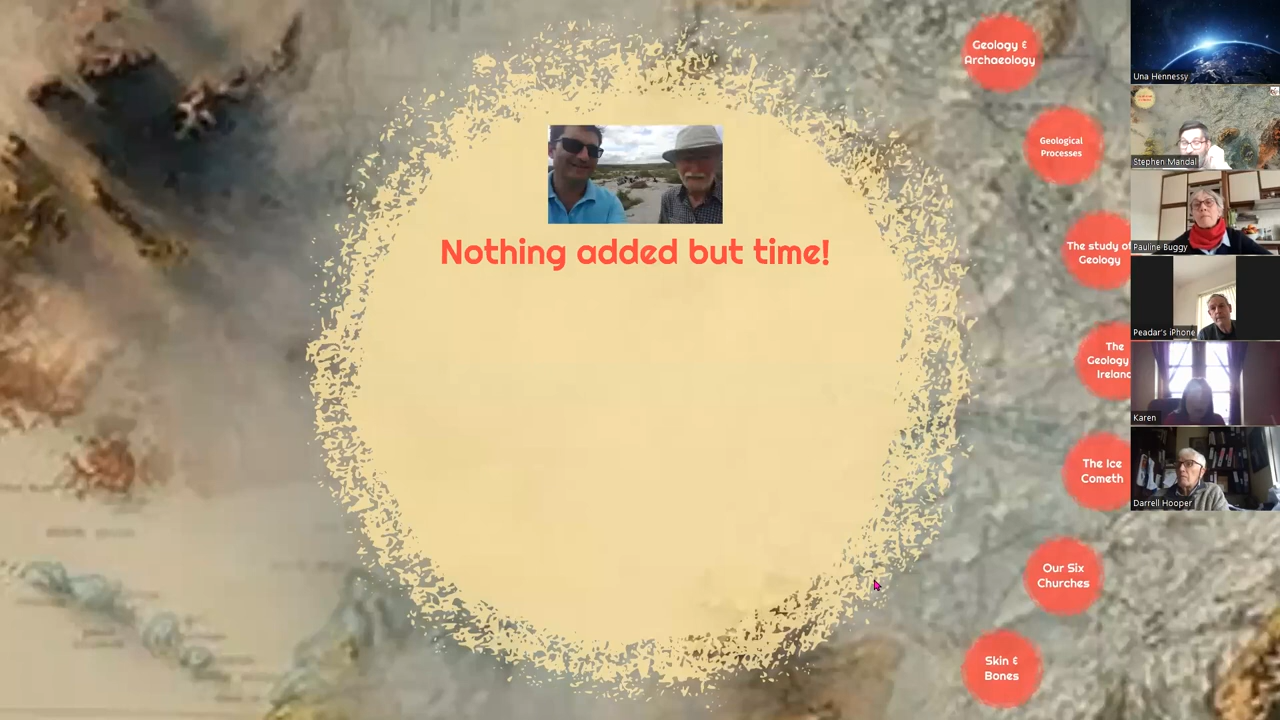 Nothing added but time!
Geology &
Archaeology
Geological
Processes
The study of
Geology
The
Geology
Ireland
The Ice
Cometh
Our Six
Churches
Skin &
Bones
Una Hennessy
Stephen Mandal
Pauline Buggy
Peadar's iPhone
Karen
Darrell Hooper